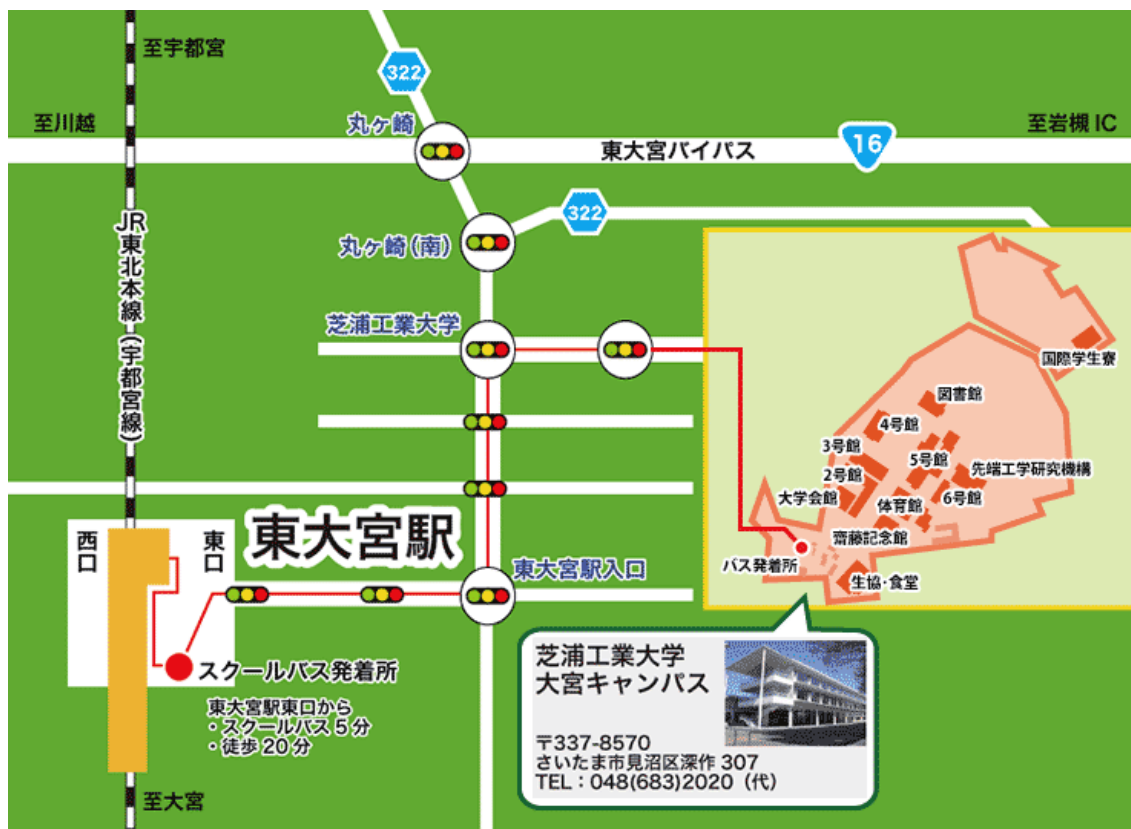 至宇都宮
322
至川越
丸ヶ崎
至岩槻 IC
16
東大宮バイパス
322
丸ヶ崎(南)
JR東北本線(宇都宮線)
芝浦工業大学
国際学生寮
図書館
4号館
3号館
5号館
2号館
先端工学研究機構
大学会館
体育館
6号館
齋藤記念館
バス発着所
生協・食堂
西口
東口
東大宮駅
東大宮駅入口
スクールバス発着所
東大宮駅東口から
・スクールバス 5 分
・徒歩 20 分
芝浦工業大学
大宮キャンパス
〒337-8570
さいたま市見沼区深作 307
TEL:048(683)2020(代)
至大宮